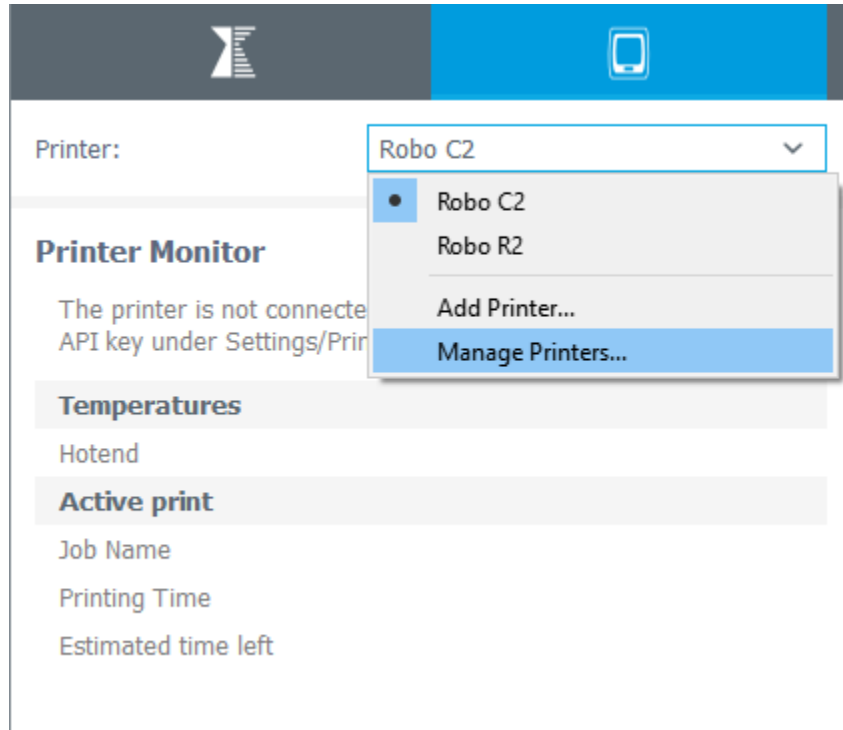 Printer:
Robo C2
Robo C2
Robo R2
Add Printer...
Manage Printers...
Printer Monitor
The printer is not connecte
API key under Settings/Prin
Temperatures
Hotend
Active print
Job Name
Printing Time
Estimated time left